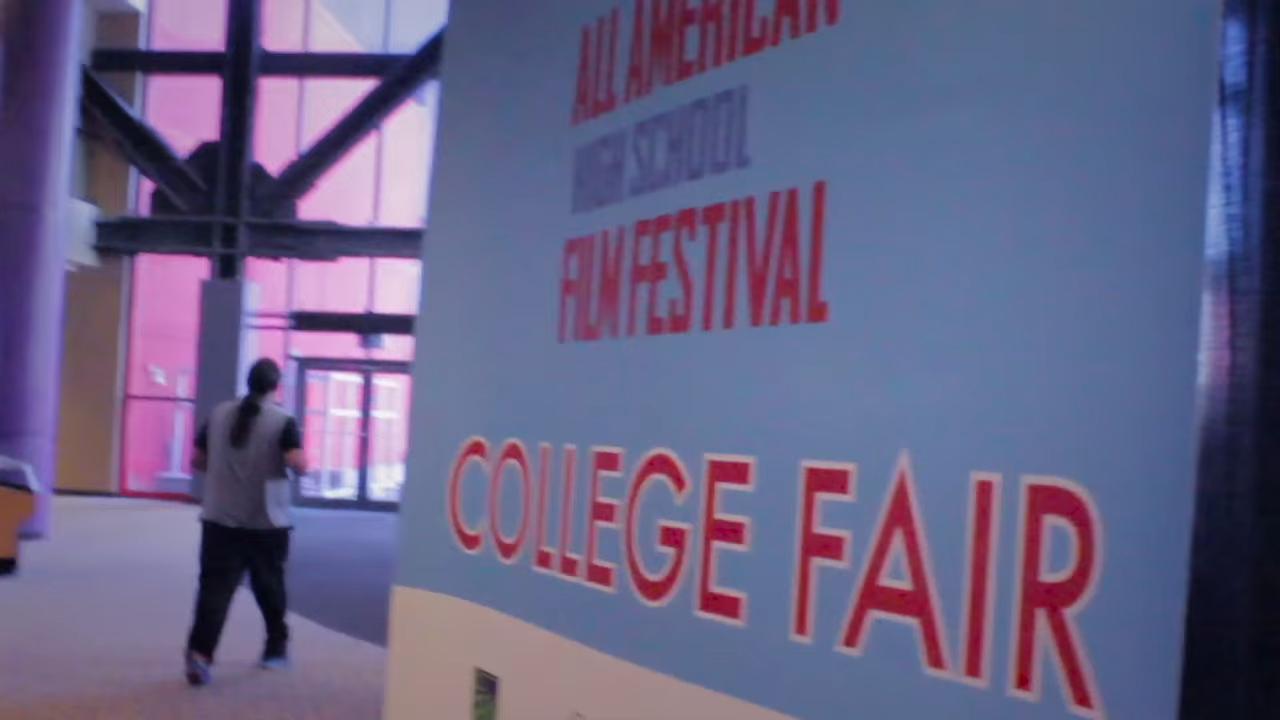 ALL AMERICAN
HIGH SCHOOL
FILM FESTIVAL
COLLEGE FAIR